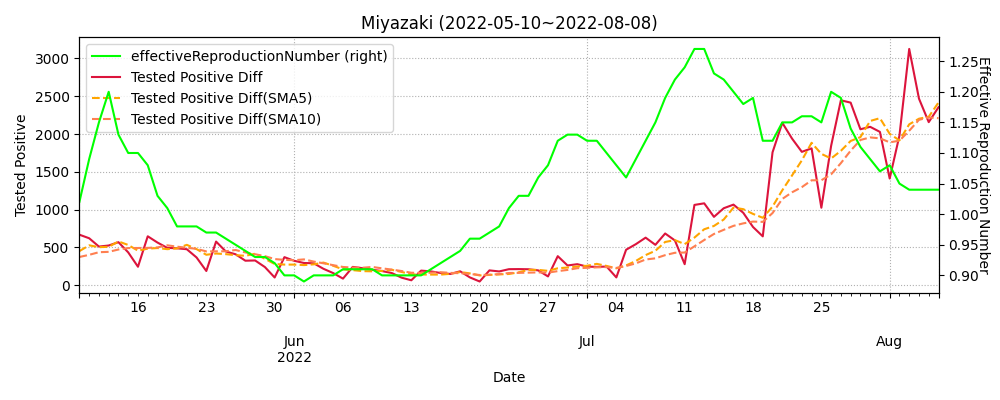 Miyazaki (2022-05-10~2022-08-08)
effectiveReproductionNumber (right)
Tested Positive Diff
Tested Positive Diff(SMA5)
Tested Positive Diff(SMA10)
Tested Positive
3000
2500
2000
1500
1000
500
0
1.25
1.20
1.15
1.10
1.05
1.00
0.95
0.90
Effective Reproduction Number
16 23 30 06 13 20 27 04 11 18 25
Jun Jul Aug
2022
Date